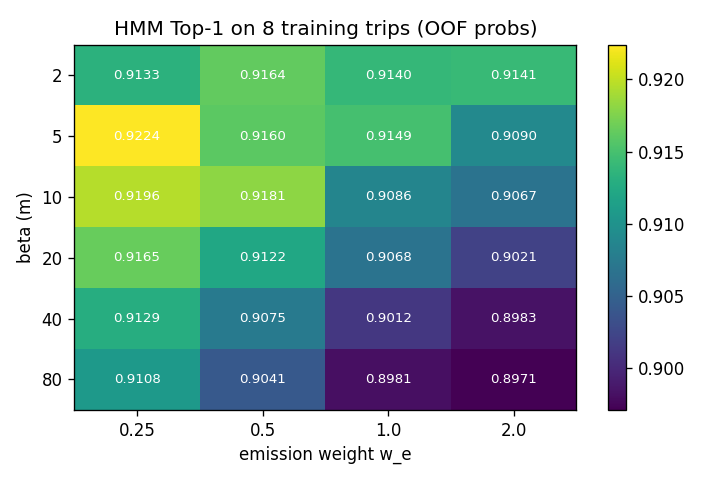 HMM Top-1 on 8 training trips (OOF probs)
beta (m)
2 0.9133 0.9164 0.9140 0.9141
5 0.9224 0.9160 0.9149 0.9090
10 0.9196 0.9181 0.9086 0.9067
20 0.9165 0.9122 0.9068 0.9021
40 0.9129 0.9075 0.9012 0.8983
80 0.9108 0.9041 0.8981 0.8971
0.25 0.5 1.0 2.0
emission weight w_e
0.920
0.915
0.910
0.905
0.900